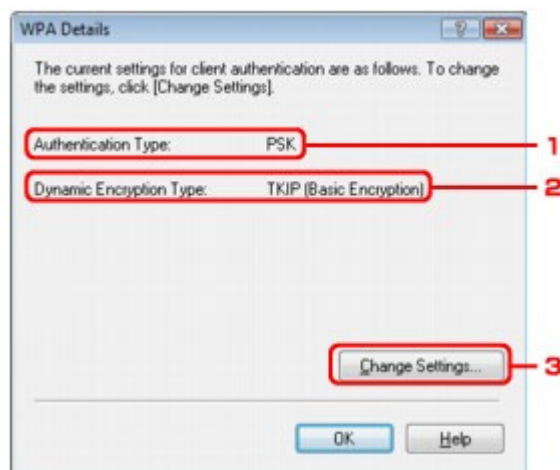 WPA Details
The current settings for client authentication are as follows. To change
the settings, click [Change Settings].
Authentication Type: PSK 1
Dynamic Encryption Type: TKIP (Basic Encryption) 2
Change Settings... 3
OK Help